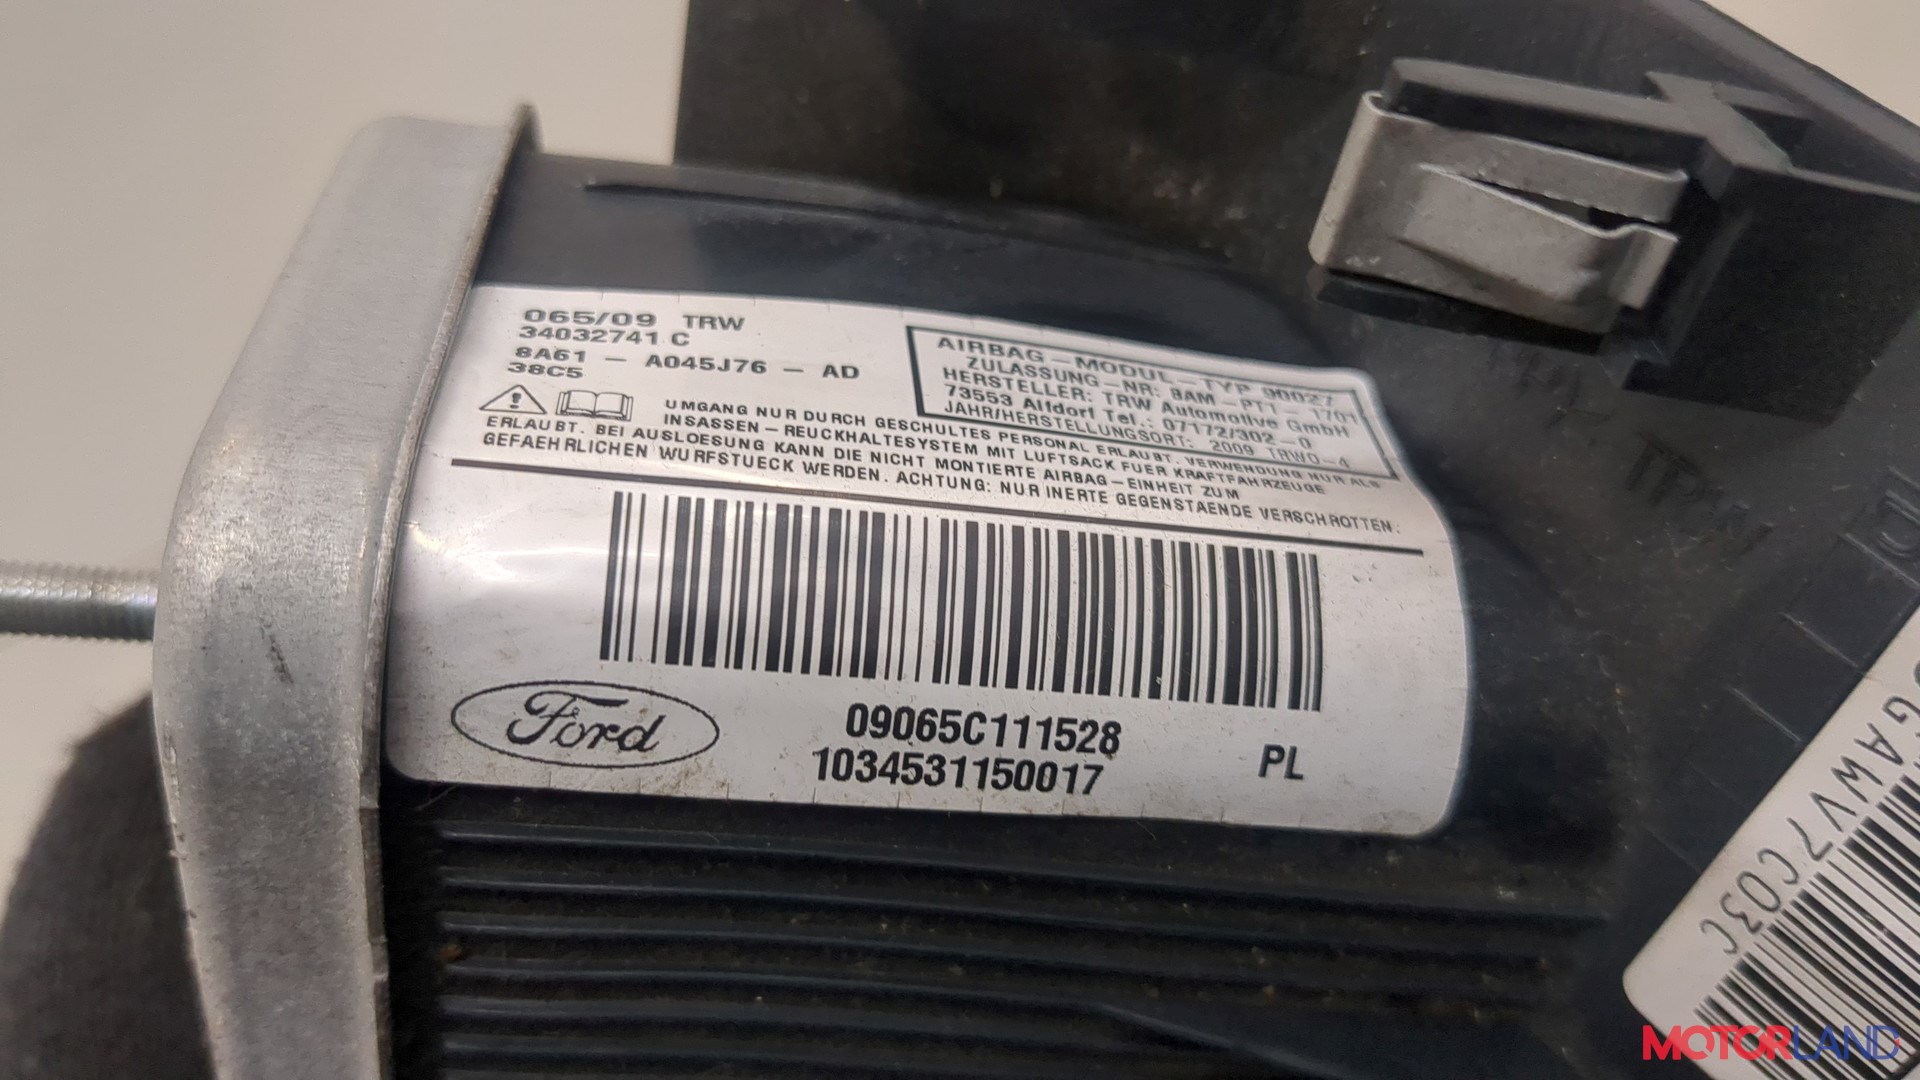 065/09 TRW
34032741 C
8A61 - A045J76 - AD
38C5
AIRBAG-MODUL-TYP 90027
ZULASSUNG-NR: BAM-PT1-1701
HERSTELLER: TRW Automotive GmbH
73553 Alfdorf Tel.: 07172/302-0
JAHR/HERSTELLUNGSORT: 2009 TRWO-4
UMGANG NUR DURCH GESCHULTES PERSONAL ERLAUBT. VERWENDUNG NUR ALS
INSASSEN-REUCKHALTESYSTEM MIT LUFTSACK FUER KRAFTFAHRZEUGE
ERLAUBT. BEI AUSLOESUNG KANN DIE NICHT MONTIERTE AIRBAG-EINHEIT ZUM
GEFAEHRLICHEN WURFSTUECK WERDEN. ACHTUNG: NUR INERTE GEGENSTAENDE VERSCHROTTEN.
Ford
09065C111528
1034531150017
PL
TRW
GAWV7C03C
MOTORLAND